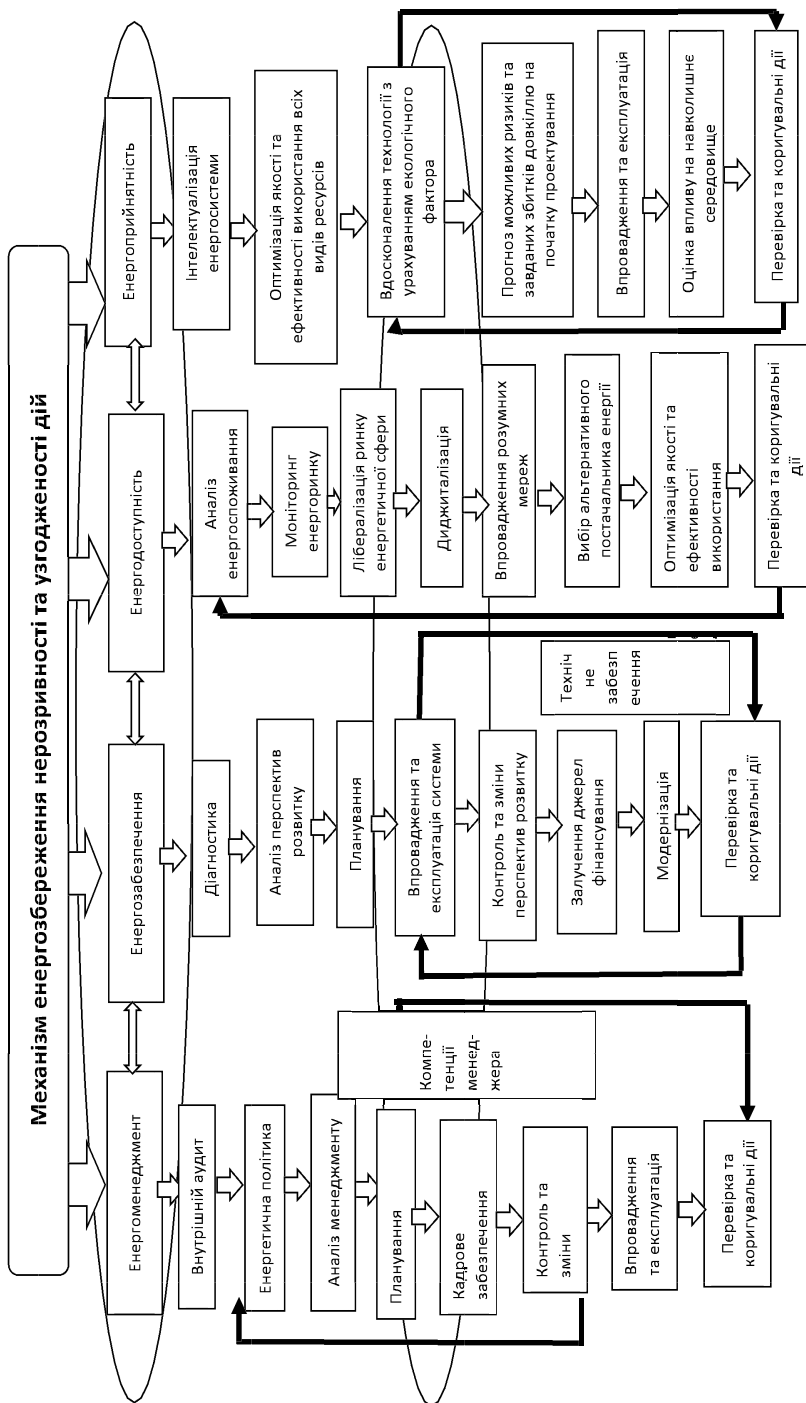 Механізм енергозбереження нерозривності та узгодженості дій
Енергоменеджмент
Енергозабезпечення
Енергодоступність
Енергоприйнятність
Внутрішній аудит
Енергетична політика
Аналіз менеджменту
Планування
Кадрове
забезпечення
Контроль та
зміни
Впровадження
та експлуатація
Перевірка та
коригувальні дії
Компе-
тенції
менед-
жера
Діагностика
Аналіз перспектив
розвитку
Планування
Впровадження та
експлуатація системи
Контроль та зміни
перспектив розвитку
Залучення джерел
фінансування
Модернізація
Перевірка та
коригувальні дії
Техніч
не
забезп
ечення
Аналіз
енергоспоживання
Моніторинг
енергоринку
Лібералізація ринку
енергетичної сфери
Диджиталізація
Впровадження розумних
мереж
Вибір альтернативного
постачальника енергії
Оптимізація якості та
ефективності
використання
Перевірка та коригувальні
дії
Інтелектуалізація
енергосистеми
Оптимізація якості та
ефективності використання всіх
видів ресурсів
Вдосконалення технології з
урахуванням екологічного
фактора
Прогноз можливих ризиків та
завданих збитків довкіллю на
початку проектування
Впровадження та експлуатація
Оцінка впливу на навколишнє
середовище
Перевірка та коригувальні дії